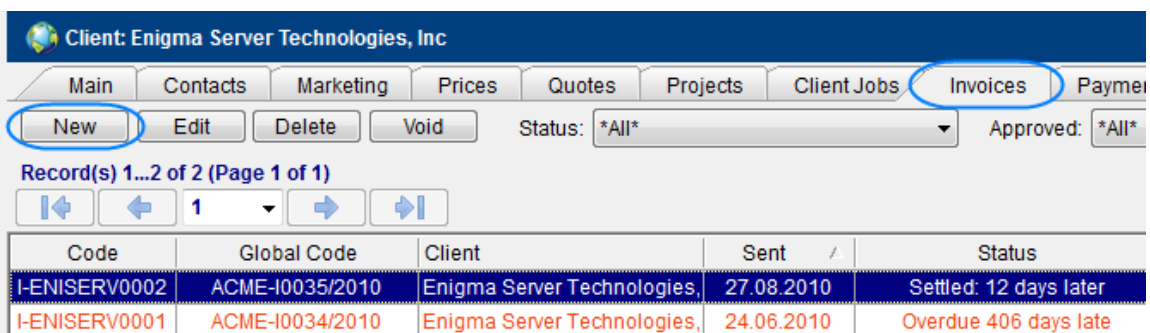 Client: Enigma Server Technologies, Inc
Main Contacts Marketing Prices Quotes Projects Client Jobs Invoices
New Edit Delete Void Status: *All* Approved: *All*
Record(s) 1...2 of 2 (Page 1 of 1)
1
Code Global Code Client Sent Status
I-ENISERV0002 ACME-I0035/2010 Enigma Server Technologies, 27.08.2010 Settled: 12 days later
I-ENISERV0001 ACME-I0034/2010 Enigma Server Technologies, 24.06.2010 Overdue 406 days late